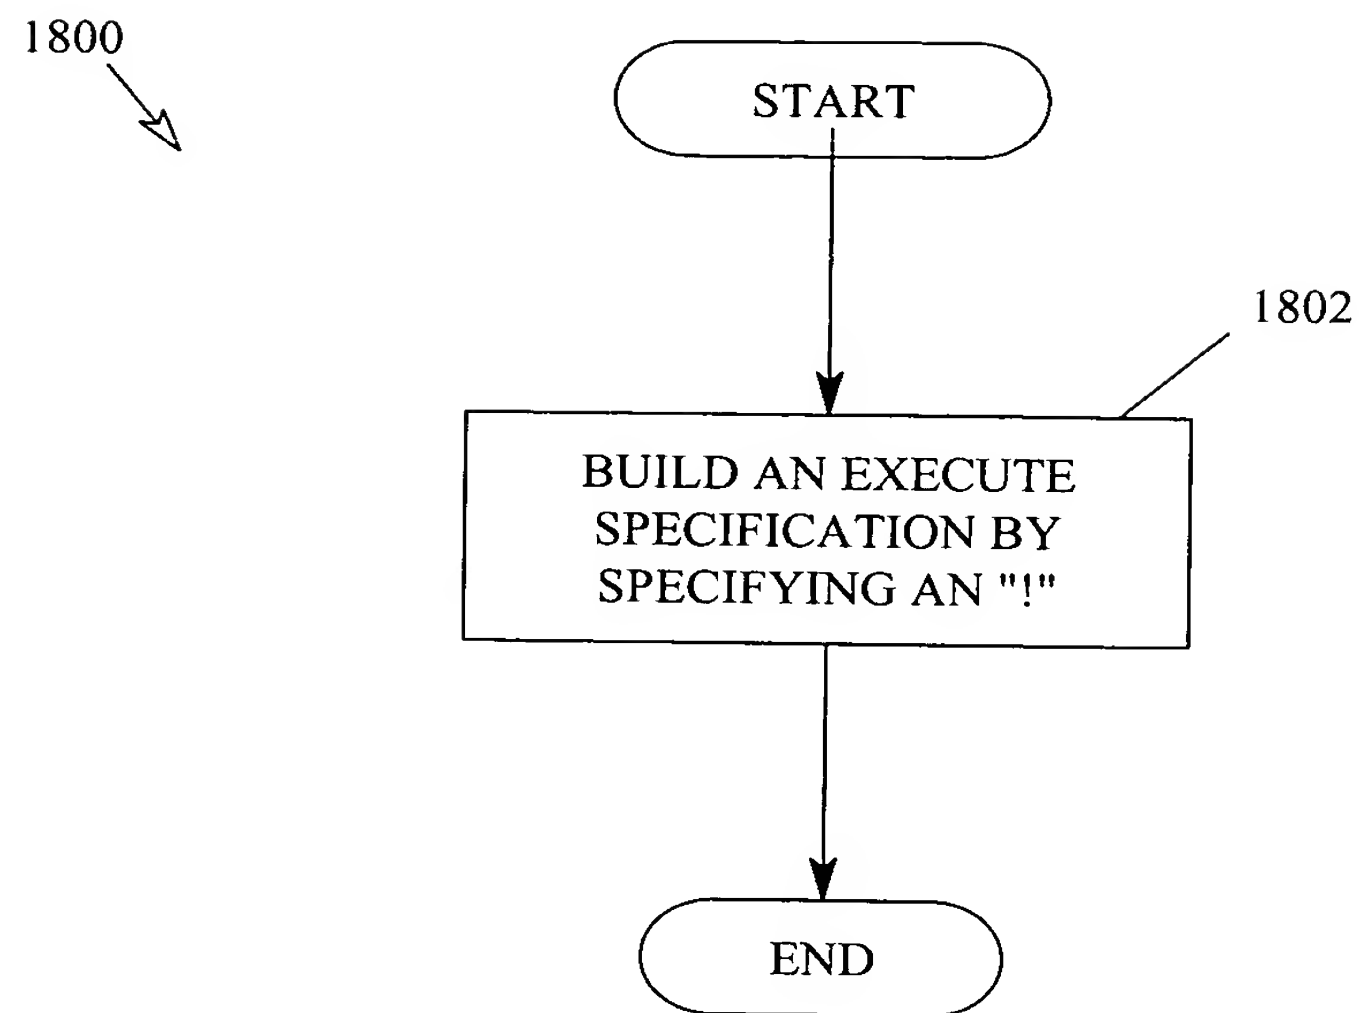 1800
START
1802
BUILD AN EXECUTE
SPECIFICATION BY
SPECIFYING AN "!"
END